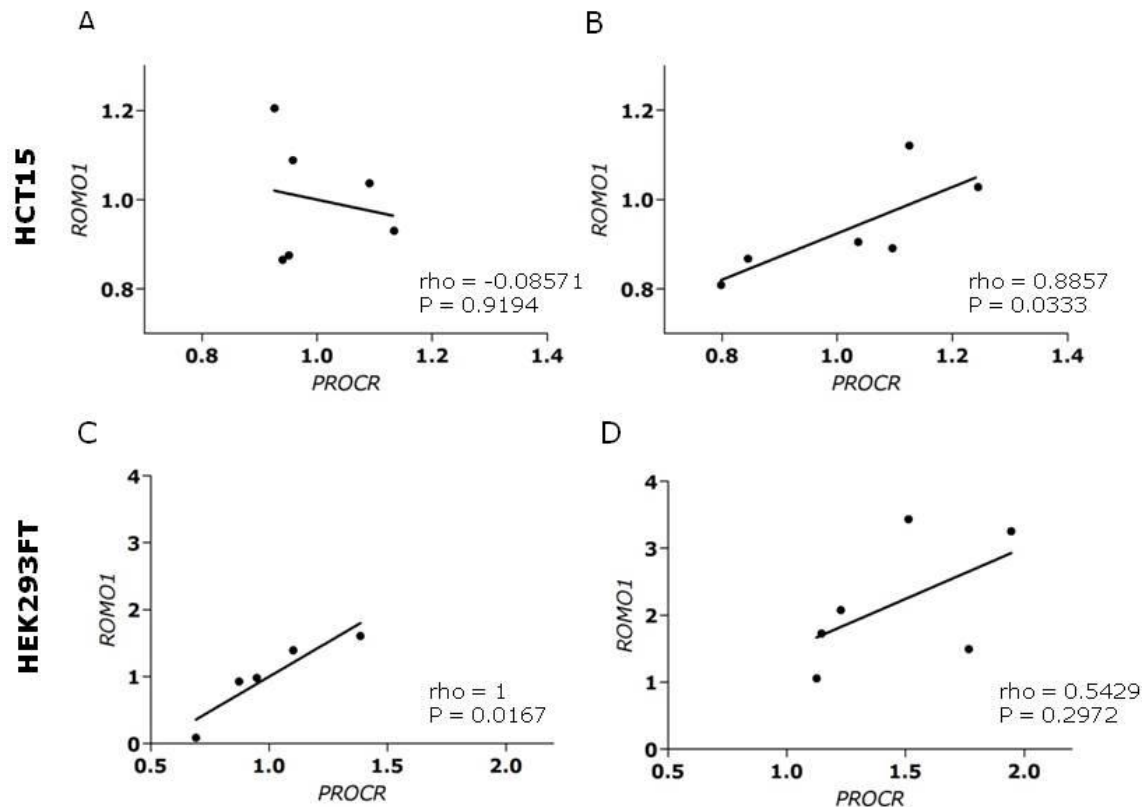 A
B
HCT15
ROMO1
1.2
1.0
0.8
0.8 1.0 1.2 1.4
PROCR
rho = -0.08571
P = 0.9194
ROMO1
1.2
1.0
0.8
0.8 1.0 1.2 1.4
PROCR
rho = 0.8857
P = 0.0333
C
D
HEK293FT
ROMO1
4
3
2
1
0
0.5 1.0 1.5 2.0
PROCR
rho = 1
P = 0.0167
ROMO1
4
3
2
1
0
0.5 1.0 1.5 2.0
PROCR
rho = 0.5429
P = 0.2972